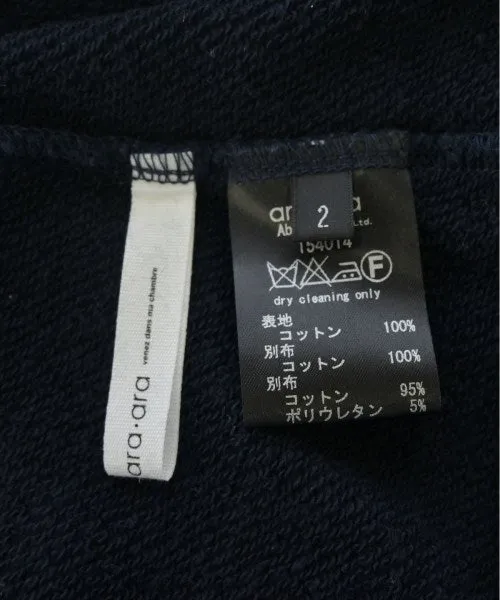 ara·ara
venez dans ma chambre
2
Ltd.
154014
F
dry cleaning only
表地
コットン 100%
別布
コットン 100%
別布
コットン 95%
ポリウレタン 5%